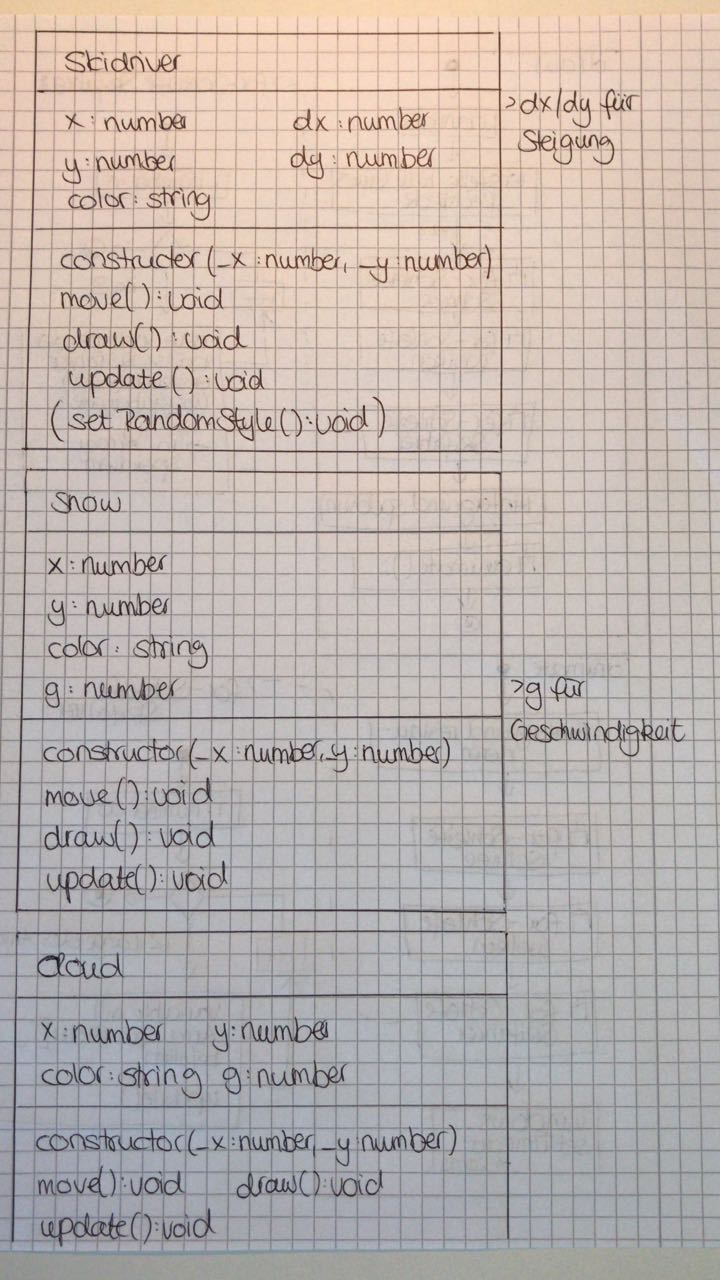 Skidriver
x: number dx: number
y: number dy: number
color: string
>dx/dy für
Steigung
constructer(_x: number, _y: number)
move(): void
draw(): void
update(): void
(setRandomStyle(): void)
Snow
x: number
y: number
color: string
g: number
>g für
Geschwindigkeit
constructor(_x: number, _y: number)
move(): void
draw(): void
update(): void
Cloud
x: number y: number
color: string g: number
constructor(_x: number, _y: number)
move(): void draw(): void
update(): void